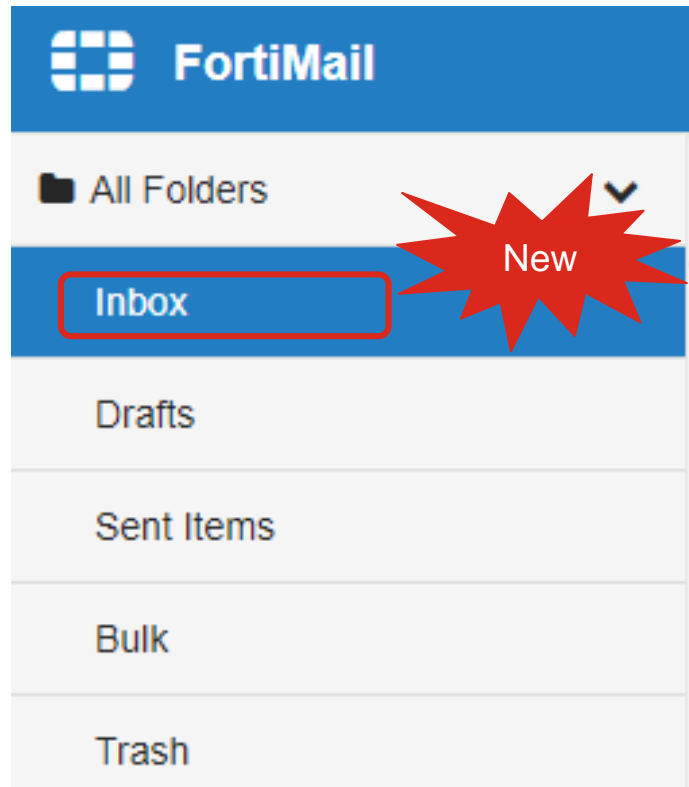 FortiMail
All Folders
New
Inbox
Drafts
Sent Items
Bulk
Trash